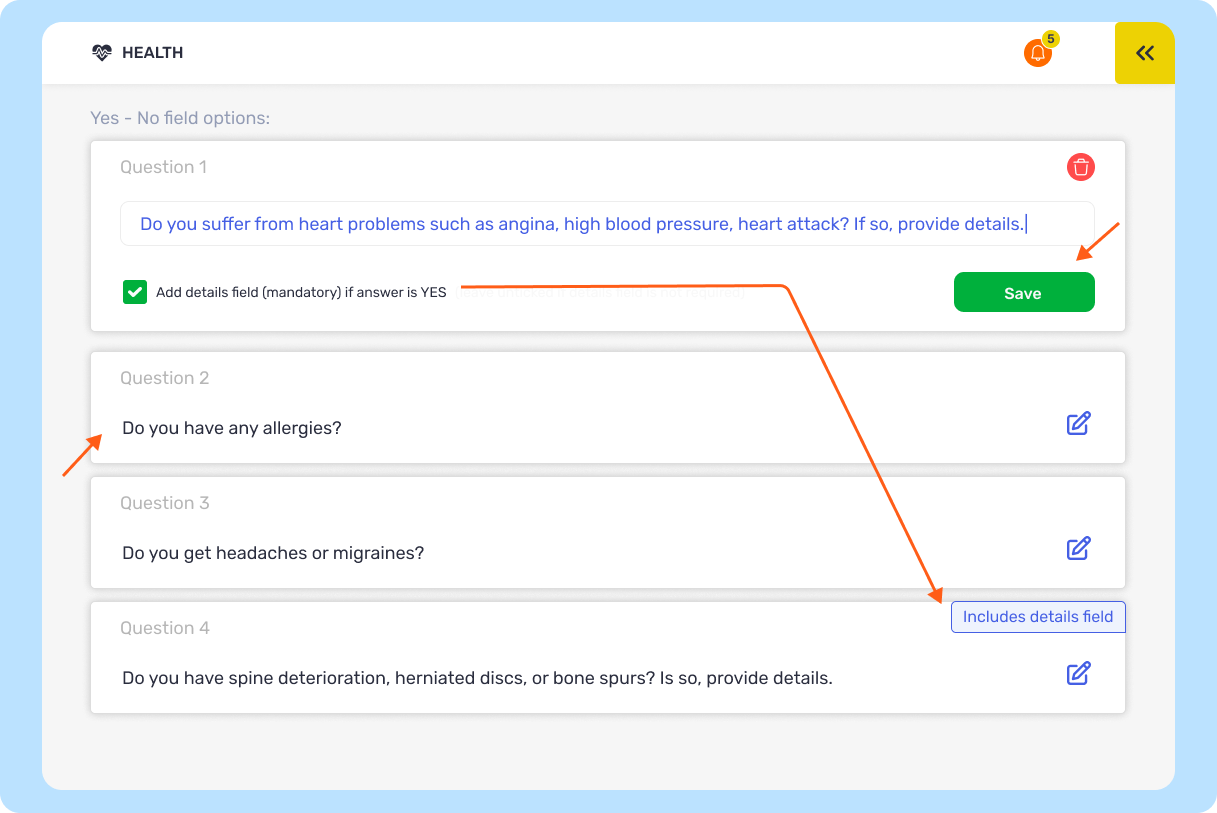 HEALTH
5
Yes - No field options:
Question 1
Do you suffer from heart problems such as angina, high blood pressure, heart attack? If so, provide details.
Add details field (mandatory) if answer is YES
Save
Question 2
Do you have any allergies?
Question 3
Do you get headaches or migraines?
Includes details field
Question 4
Do you have spine deterioration, herniated discs, or bone spurs? Is so, provide details.